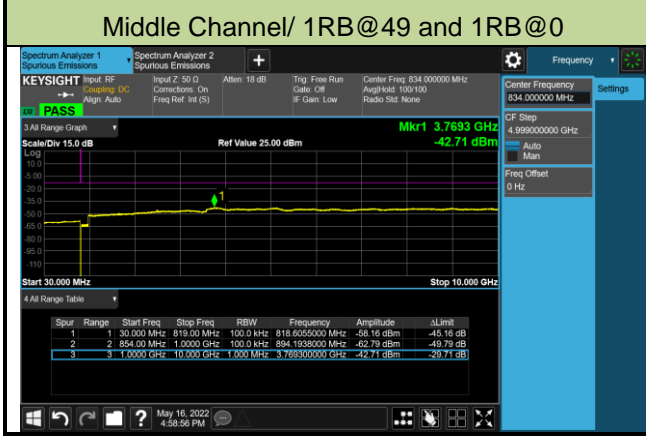 Middle Channel/ 1RB@49 and 1RB@0
Spectrum Analyzer 1
Spurious Emissions
Spectrum Analyzer 2
Spurious Emissions
+
Frequency
KEYSIGHT
Input: RF
Coupling: DC
Align: Auto
Input Z: 50 Ω
Corrections: On
Freq Ref: Int (S)
Atten: 18 dB
Trig: Free Run
Gate: Off
IF Gain: Low
Center Freq: 834.000000 MHz
Avg|Hold: 100/100
Radio Std: None
PASS
Center Frequency
834.000000 MHz
Settings
CF Step
4.999000000 GHz
Auto
Man
Freq Offset
0 Hz
3 All Range Graph
Mkr1 3.7693 GHz
Scale/Div 15.0 dB
Ref Value 25.00 dBm
-42.71 dBm
Log
10.0
-5.00
-20.0
-35.0
-50.0
-65.0
-80.0
-95.0
-110
1
Start 30.000 MHz
Stop 10.000 GHz
4 All Range Table
Spur Range Start Freq Stop Freq RBW Frequency Amplitude ΔLimit
1 1 30.000 MHz 819.00 MHz 100.0 kHz 818.6055000 MHz -58.16 dBm -45.16 dB
2 2 854.00 MHz 1.0000 GHz 100.0 kHz 894.1938000 MHz -62.79 dBm -49.79 dB
3 3 1.0000 GHz 10.000 GHz 1.000 MHz 3.769300000 GHz -42.71 dBm -29.71 dB
?
May 16, 2022
4:58:56 PM